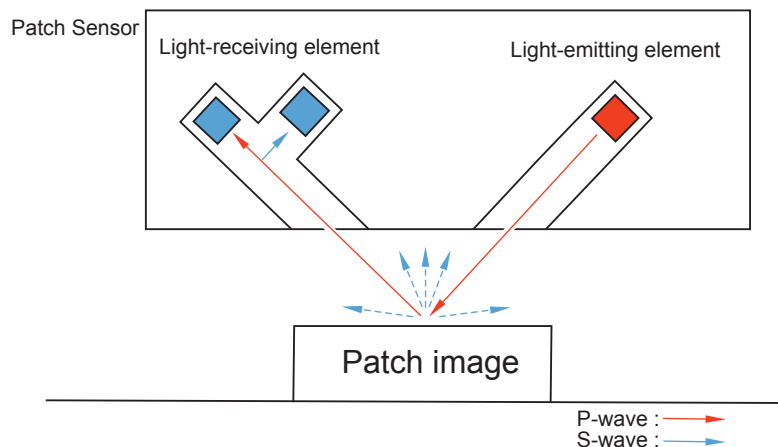 Patch Sensor
Light-receiving element
Light-emitting element
Patch image
P-wave :
S-wave :